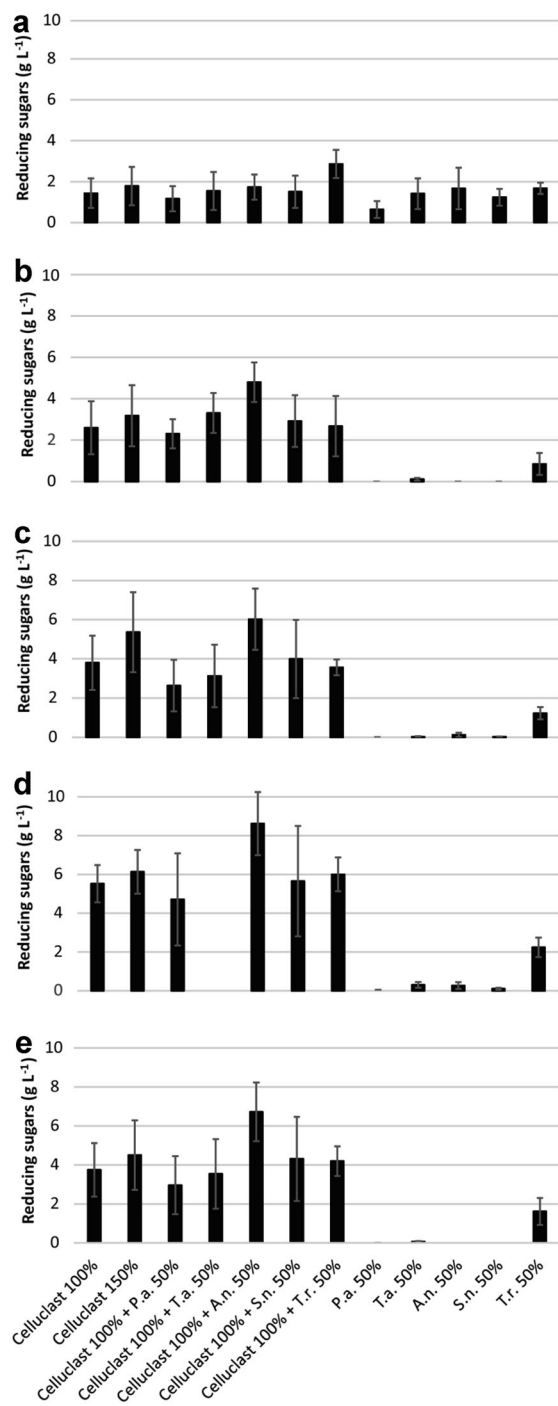 a
10
8
6
4
2
0
Reducing sugars (g L⁻¹)
b
10
8
6
4
2
0
Reducing sugars (g L⁻¹)
c
10
8
6
4
2
0
Reducing sugars (g L⁻¹)
d
10
8
6
4
2
0
Reducing sugars (g L⁻¹)
e
10
8
6
4
2
0
Reducing sugars (g L⁻¹)
Celluclast 100%
Celluclast 150%
Celluclast 100% + P.a. 50%
Celluclast 100% + T.a. 50%
Celluclast 100% + A.n. 50%
Celluclast 100% + S.n. 50%
Celluclast 100% + T.r. 50%
P.a. 50%
T.a. 50%
A.n. 50%
S.n. 50%
T.r. 50%